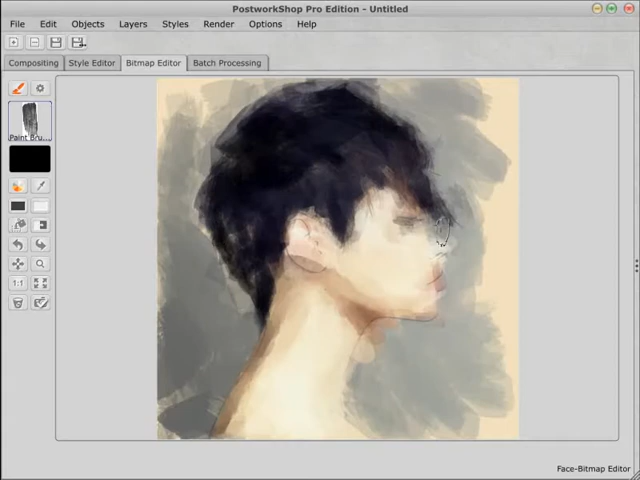 PostworkShop Pro Edition - Untitled
File Edit Objects Layers Styles Render Options Help
Compositing Style Editor Bitmap Editor Batch Processing
Paint Bru...
1:1
Face-Bitmap Editor